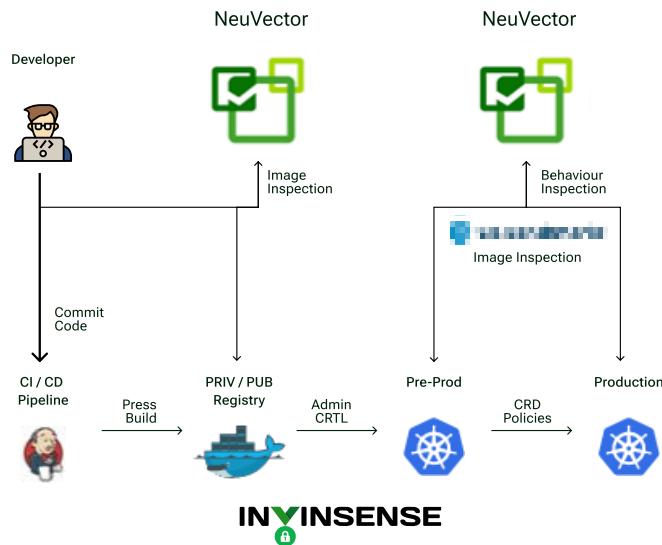 NeuVector
NeuVector
Developer
Image
Inspection
Behaviour
Inspection
Image Inspection
Commit
Code
CI / CD
Pipeline
PRIV / PUB
Registry
Pre-Prod
Production
Press
Build
Admin
CRTL
CRD
Policies
INVINSENSE